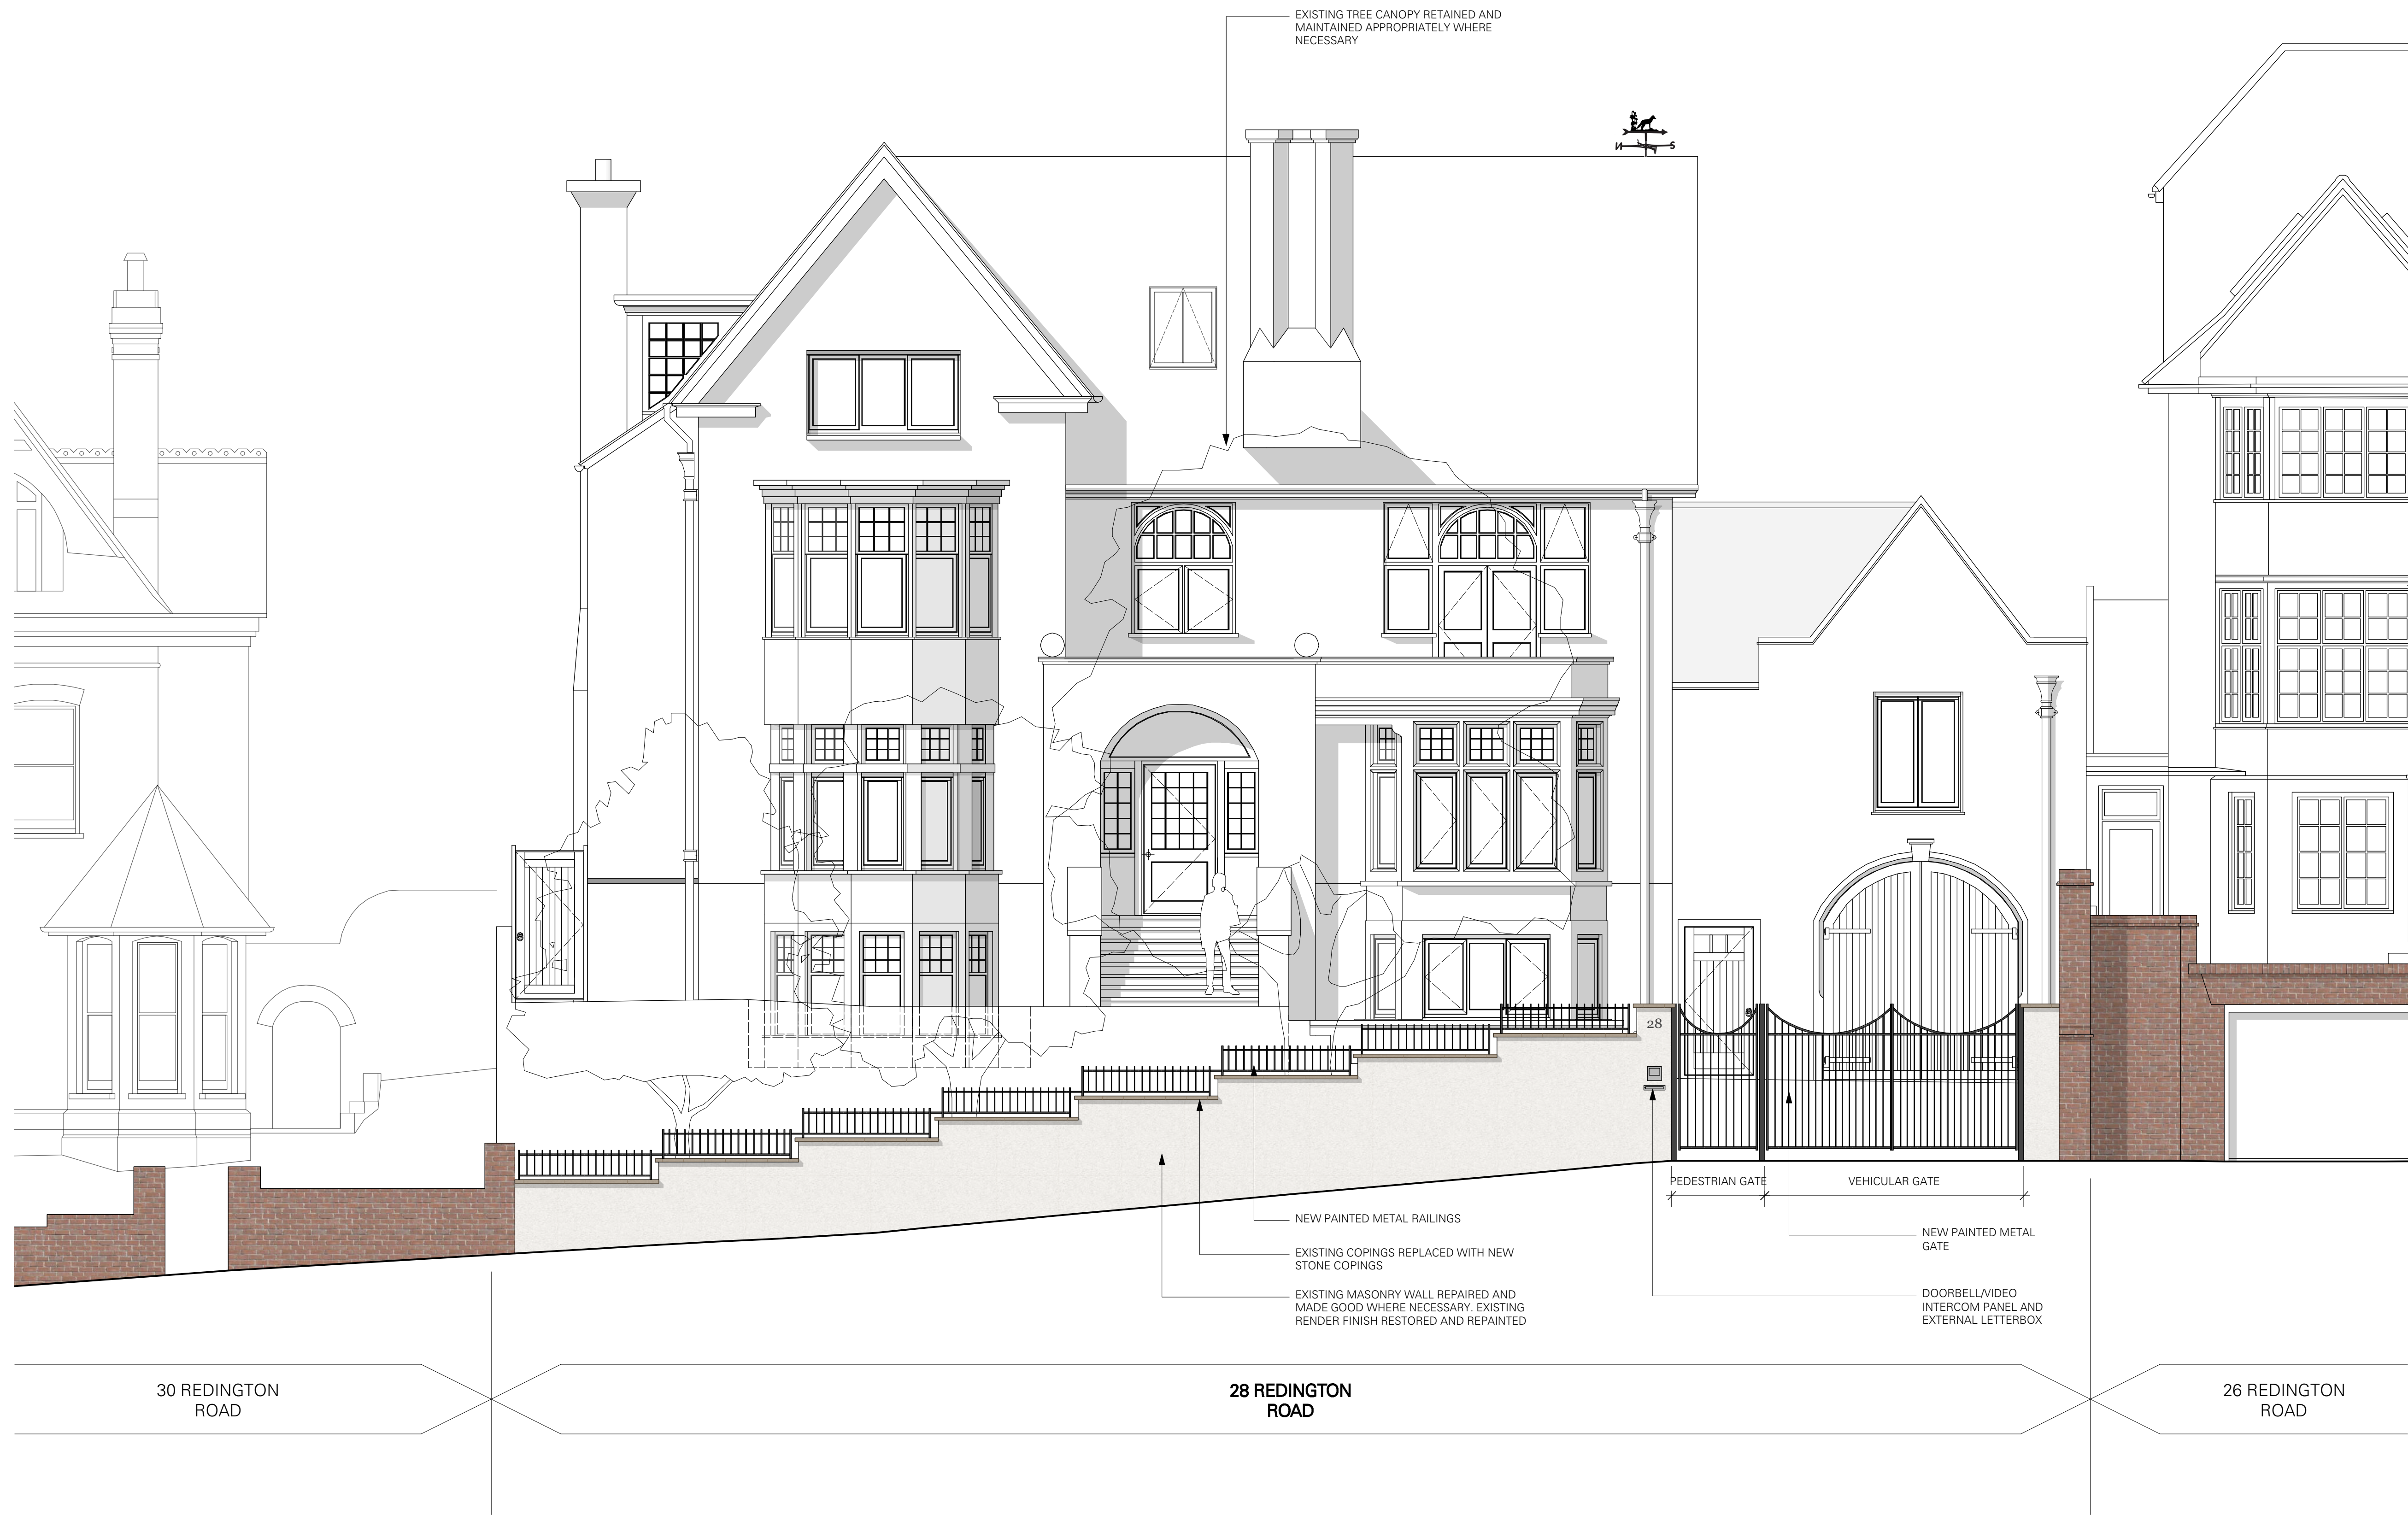 EXISTING TREE CANOPY RETAINED AND
MAINTAINED APPROPRIATELY WHERE
NECESSARY
N S
28
PEDESTRIAN GATE
VEHICULAR GATE
NEW PAINTED METAL RAILINGS
EXISTING COPINGS REPLACED WITH NEW
STONE COPINGS
EXISTING MASONRY WALL REPAIRED AND
MADE GOOD WHERE NECESSARY. EXISTING
RENDER FINISH RESTORED AND REPAINTED
NEW PAINTED METAL
GATE
DOORBELL/VIDEO
INTERCOM PANEL AND
EXTERNAL LETTERBOX
30 REDINGTON
ROAD
28 REDINGTON
ROAD
26 REDINGTON
ROAD